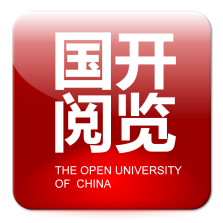 国开
阅览
THE OPEN UNIVERSITY
OF CHINA